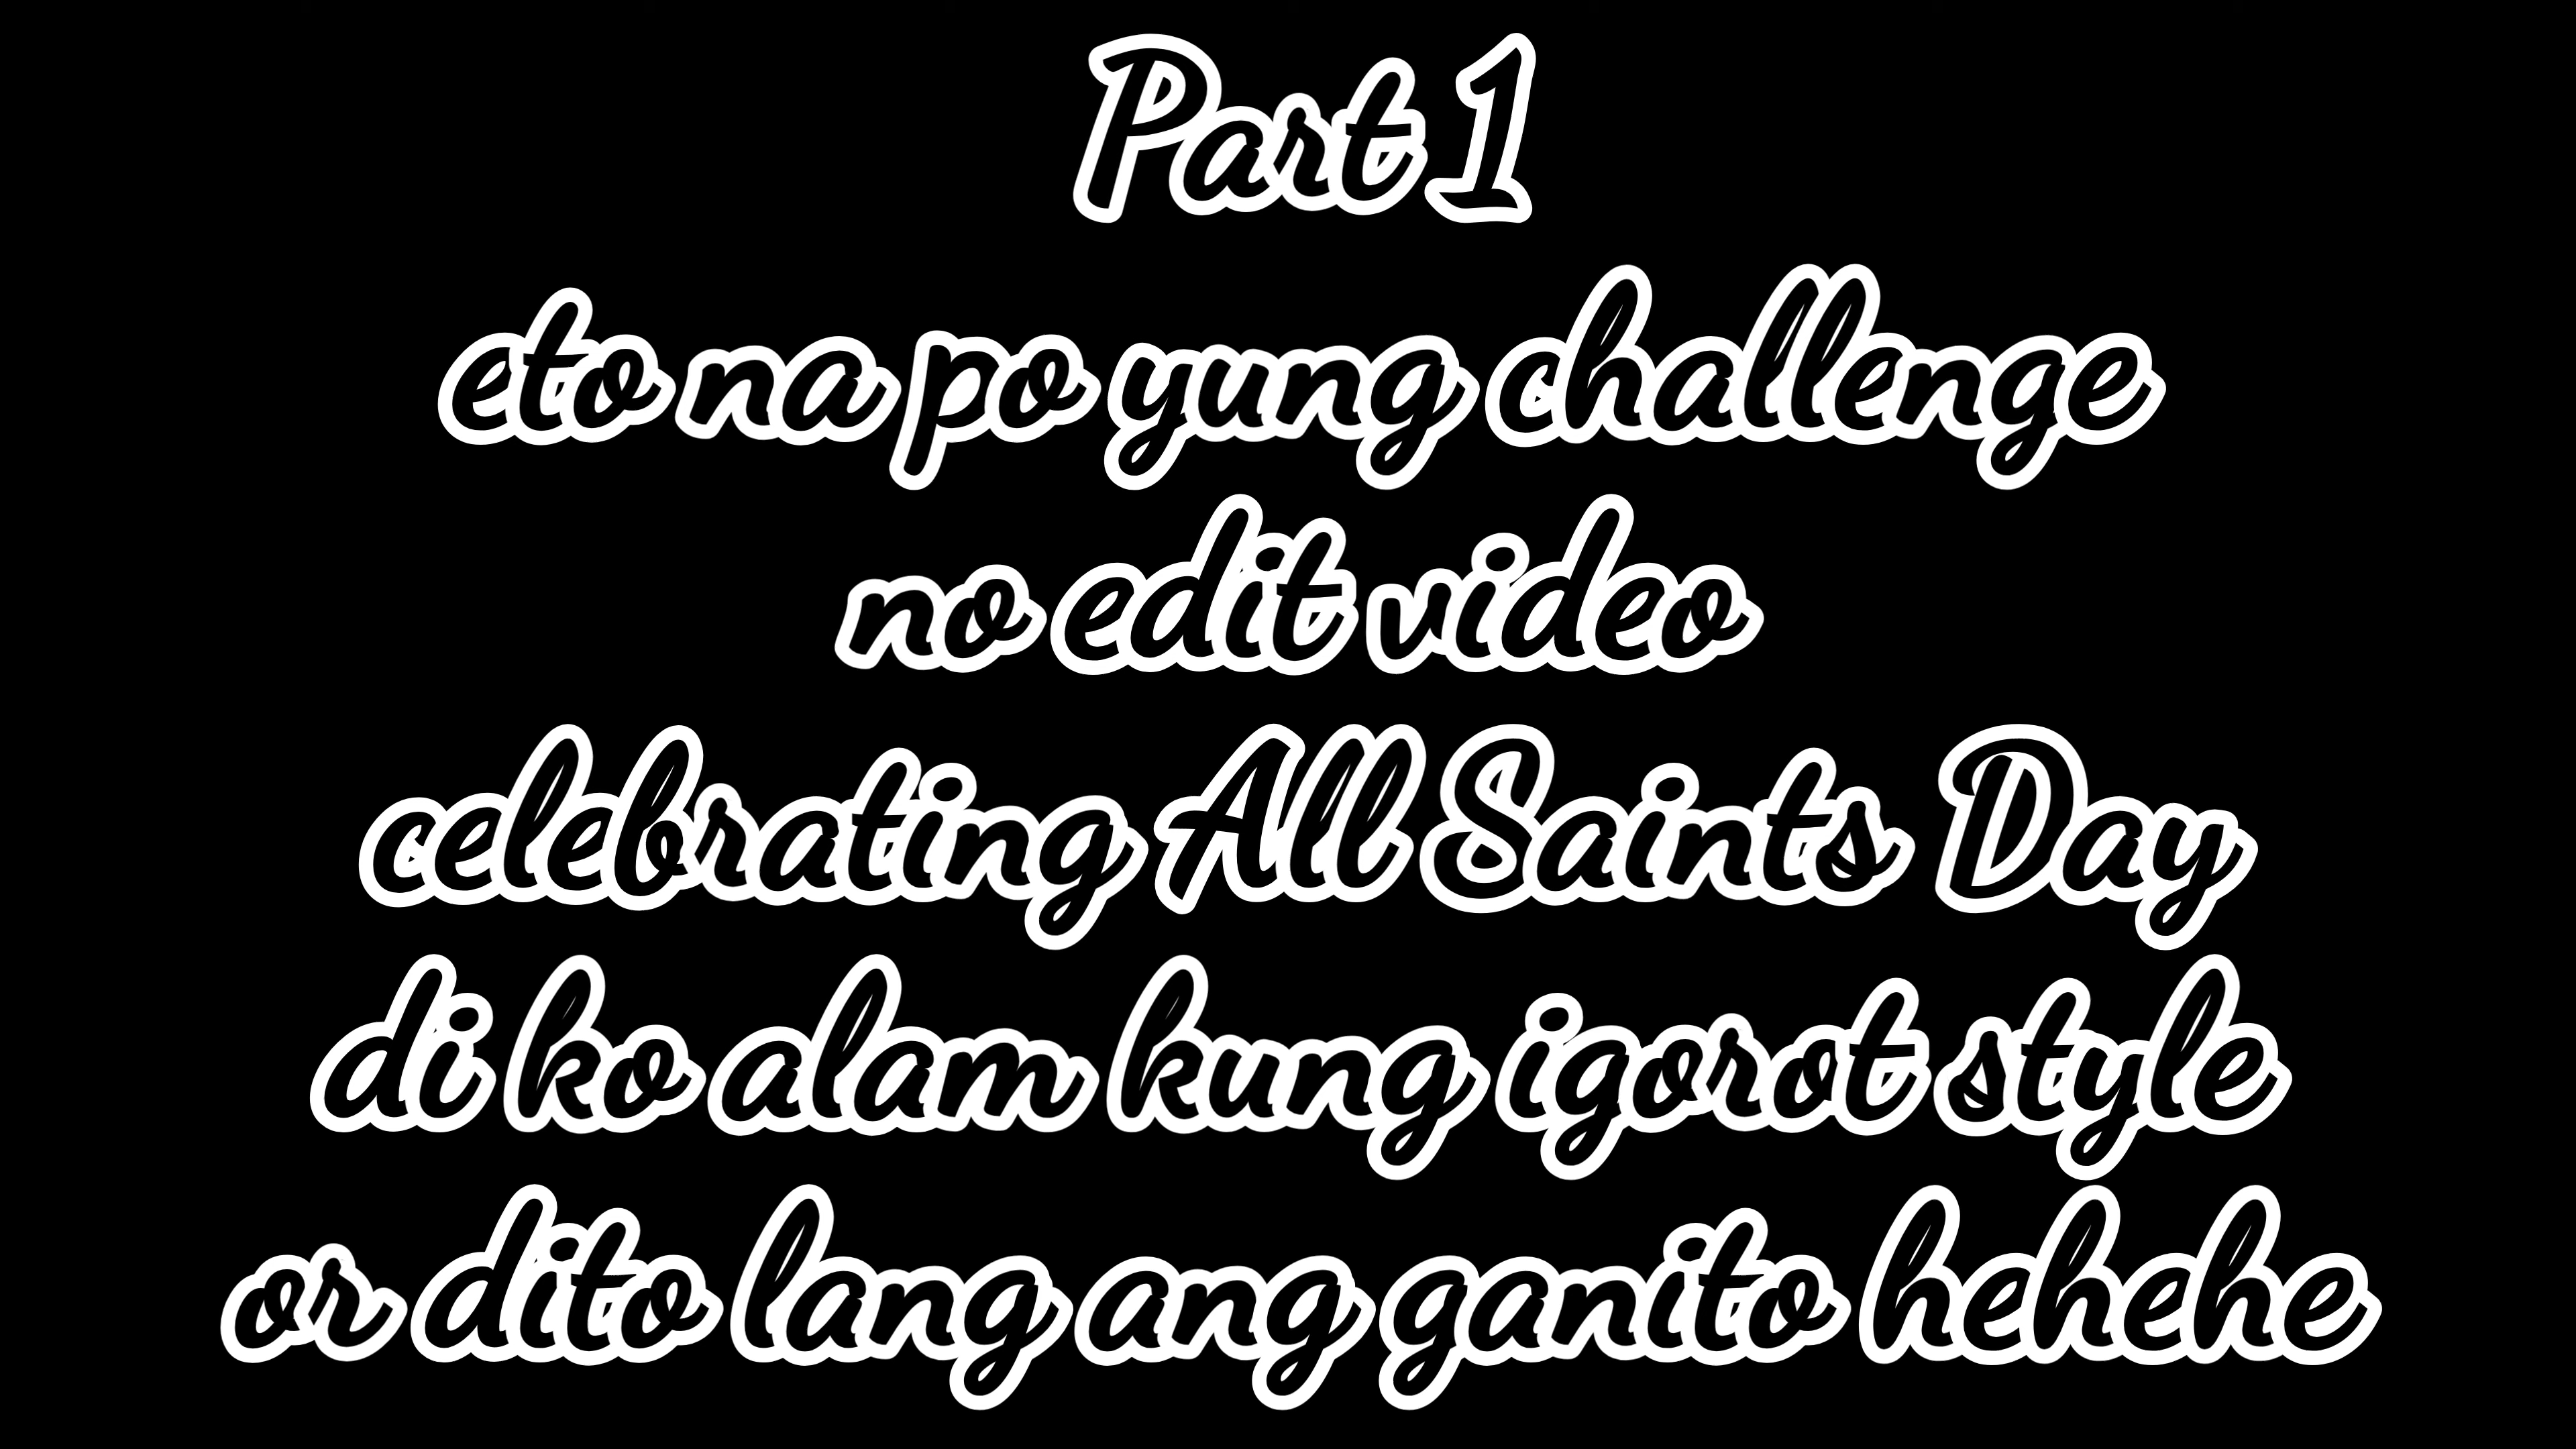 Part 1
eto na po yung challenge
no edit video
celebrating All Saints Day
di ko alam kung igorot style
or dito lang ang ganito hehehe